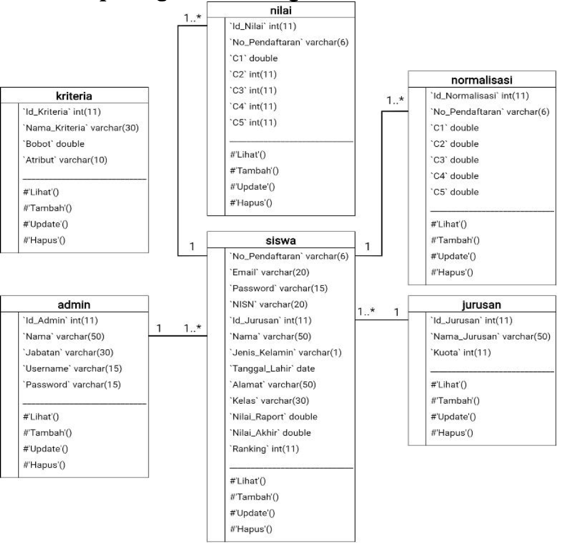 nilai
`Id_Nilai` int(11)
`No_Pendaftaran` varchar(6)
`C1` double
`C2` int(11)
`C3` int(11)
`C4` int(11)
`C5` int(11)
#'Lihat'()
#'Tambah'()
#'Update'()
#'Hapus'()
1..*
kriteria
`Id_Kriteria` int(11)
`Nama_Kriteria` varchar(30)
`Bobot` double
`Atribut` varchar(10)
#'Lihat'()
#'Tambah'()
#'Update'()
#'Hapus'()
normalisasi
`Id_Normalisasi` int(11)
`No_Pendaftaran` varchar(6)
`C1` double
`C2` double
`C3` double
`C4` double
`C5` double
#'Lihat'()
#'Tambah'()
#'Update'()
#'Hapus'()
1..*
1
siswa
1
`No_Pendaftaran` varchar(6)
`Email` varchar(20)
`Password` varchar(15)
`NISN` varchar(20)
`Id_Jurusan` int(11)
`Nama` varchar(50)
`Jenis_Kelamin` varchar(1)
`Tanggal_Lahir` date
`Alamat` varchar(50)
`Kelas` varchar(30)
`Nilai_Raport` double
`Nilai_Akhir` double
`Ranking` int(11)
#'Lihat'()
#'Tambah'()
#'Update'()
#'Hapus'()
admin
`Id_Admin` int(11)
`Nama` varchar(50)
`Jabatan` varchar(30)
`Username` varchar(15)
`Password` varchar(15)
#'Lihat'()
#'Tambah'()
#'Update'()
#'Hapus'()
1 1..*
1..* 1
jurusan
`Id_Jurusan` int(11)
`Nama_Jurusan` varchar(50)
`Kuota` int(11)
#'Lihat'()
#'Tambah'()
#'Update'()
#'Hapus'()